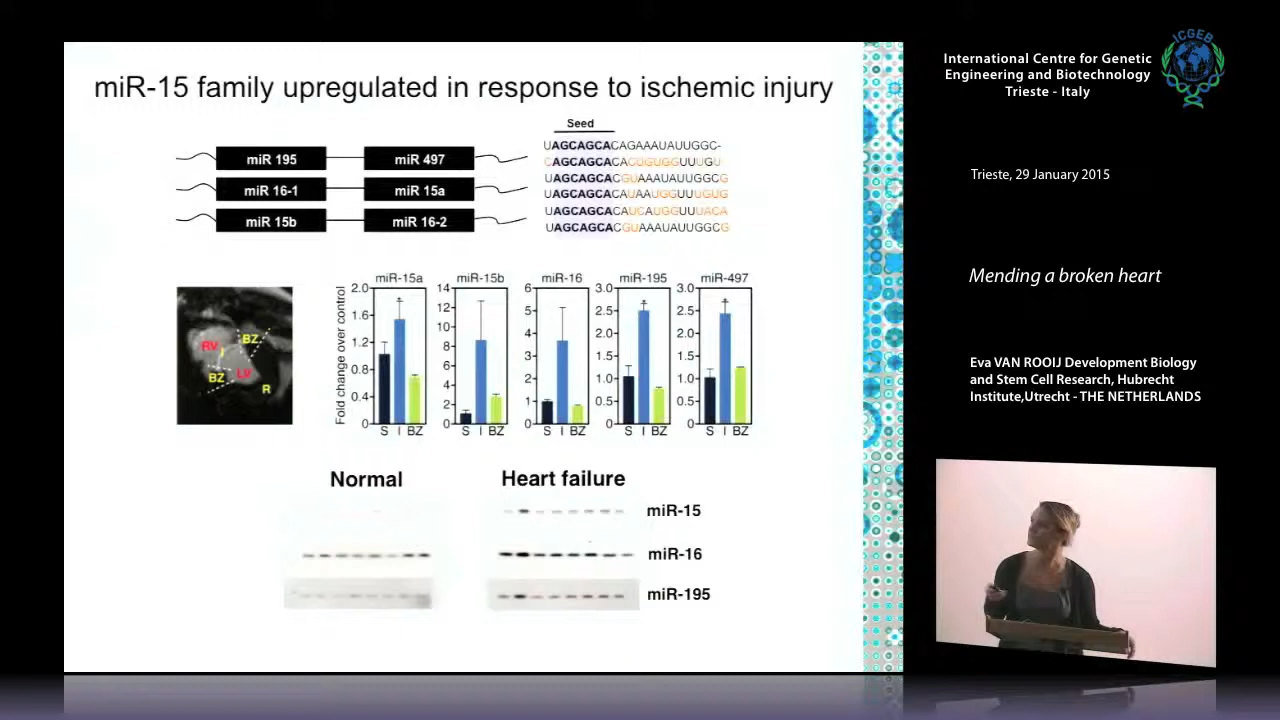 miR-15 family upregulated in response to ischemic injury
Seed
miR 195 miR 497
miR 16-1 miR 15a
miR 15b miR 16-2
UAGCAGCACAGAAAUAUUGGC-
CAGCAGCACACUGUGGUUUGU
UAGCAGCACGUAAAUAUUGGCG
UAGCAGCACAUAAUGGUUUGUG
UAGCAGCACAUCAUGGUUUACA
UAGCAGCACGUAAAUAUUGGCG
RV BZ
BZ LV
R
I
Fold change over control
miR-15a miR-15b miR-16 miR-195 miR-497
2.0 14 6 3.0 3.0
1.6 12 5 2.5 2.5
1.2 10 4 2.0 2.0
0.8 8 3 1.5 1.5
0.4 6 2 1.0 1.0
0 4 1 0.5 0.5
2 0 0 0
0
* * *
S I BZ S I BZ S I BZ S I BZ S I BZ
Normal Heart failure
miR-15
miR-16
miR-195
ICGEB
International Centre for Genetic
Engineering and Biotechnology
Trieste - Italy
Trieste, 29 January 2015
Mending a broken heart
Eva VAN ROOIJ Development Biology
and Stem Cell Research, Hubrecht
Institute,Utrecht - THE NETHERLANDS